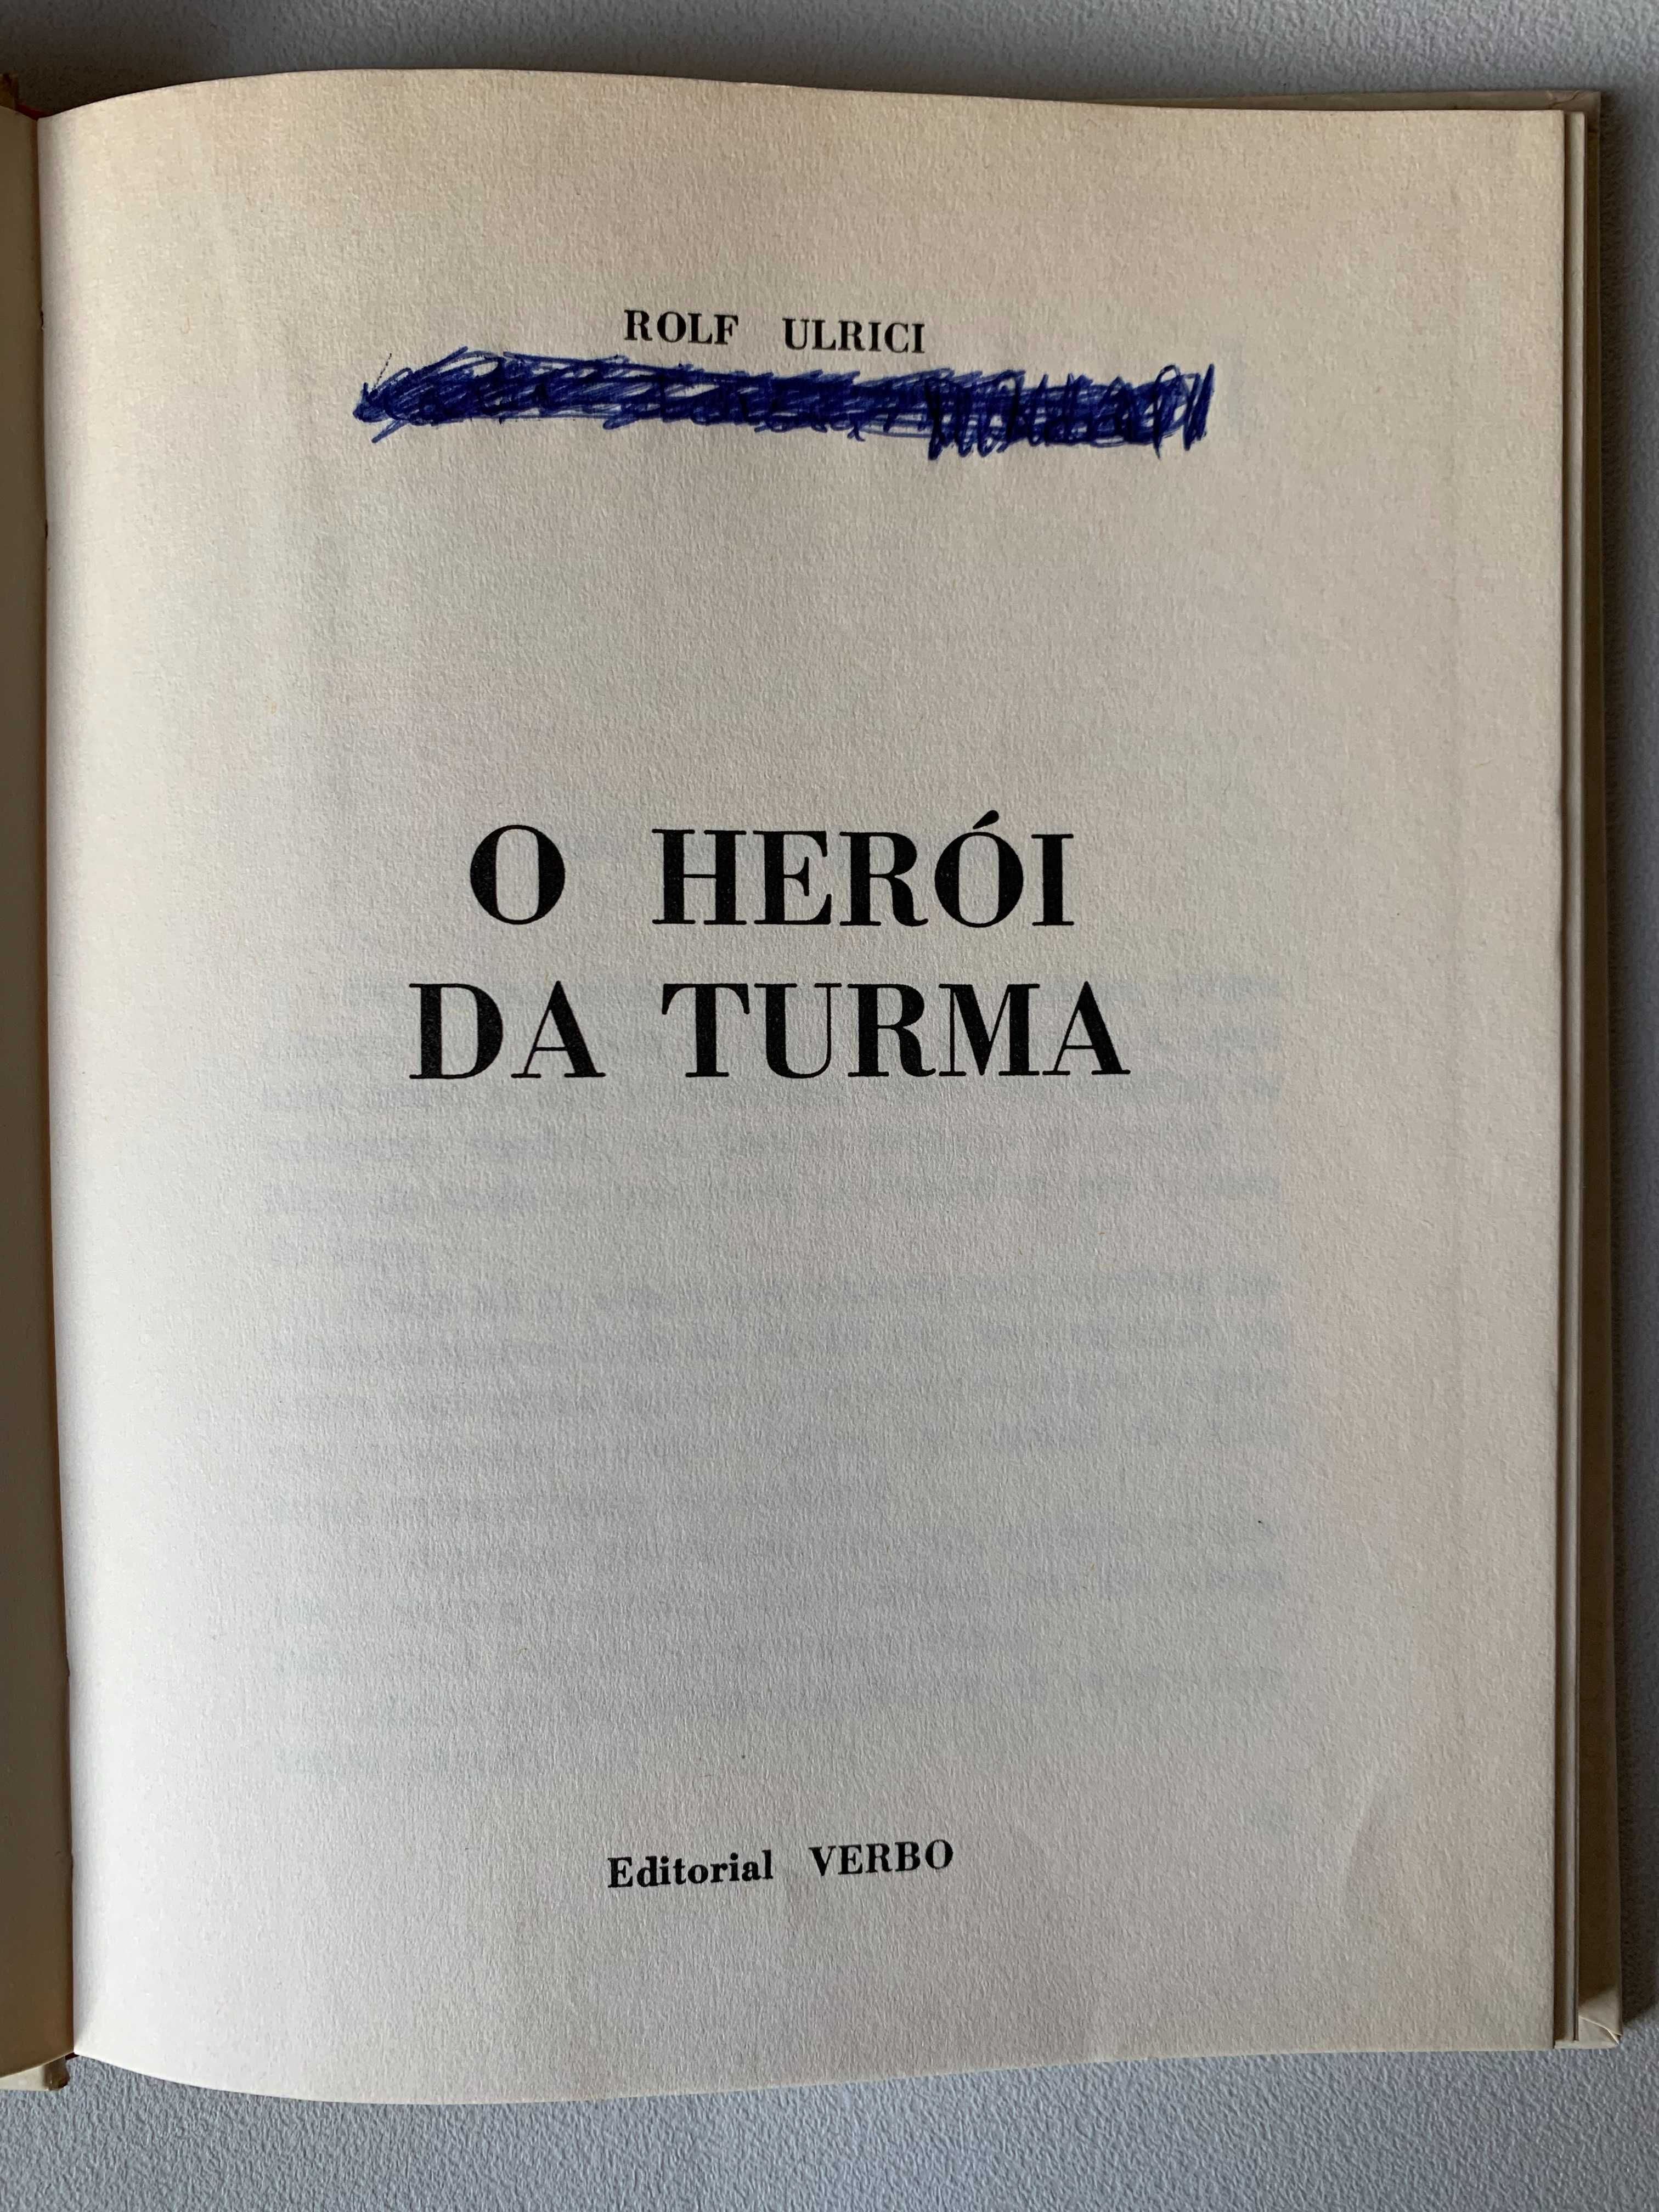 ROLF ULRICI
O HERÓI
DA TURMA
Editorial VERBO